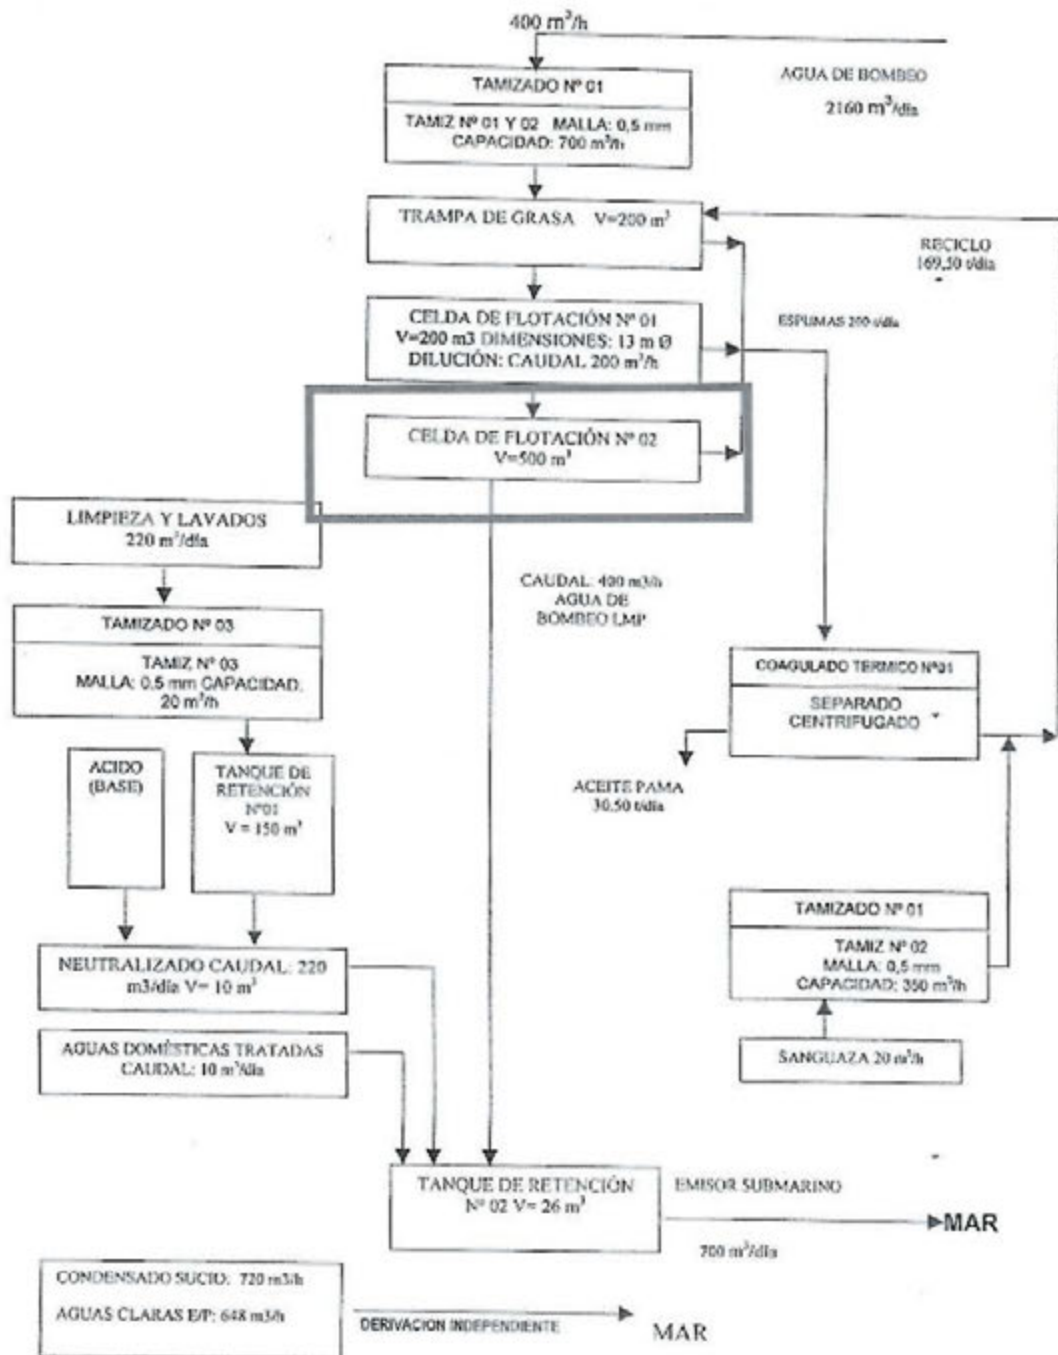 400 m³/h
AGUA DE BOMBEO
2160 m³/día
TAMIZADO Nº 01
TAMIZ Nº 01 Y 02 MALLA: 0,5 mm
CAPACIDAD: 700 m³/h
TRAMPA DE GRASA V=200 m³
RECICLO
169,50 t/día
CELDA DE FLOTACIÓN Nº 01
V=200 m3 DIMENSIONES: 13 m Ø
DILUCIÓN: CAUDAL 200 m³/h
ESPUMAS 200 t/día
CELDA DE FLOTACIÓN Nº 02
V=500 m³
LIMPIEZA Y LAVADOS
220 m³/día
CAUDAL: 400 m3/h
AGUA DE
BOMBEO LMP
TAMIZADO Nº 03
TAMIZ Nº 03
MALLA: 0.5 mm CAPACIDAD.
20 m³/h
COAGULADO TERMICO Nº01
SEPARADO
CENTRIFUGADO
ACIDO
(BASE)
TANQUE DE
RETENCIÓN
Nº01
V = 150 m³
ACEITE PAMA
30,50 t/día
TAMIZADO Nº 01
TAMIZ Nº 02
MALLA: 0,5 mm
CAPACIDAD: 350 m³/h
NEUTRALIZADO CAUDAL: 220
m3/día V= 10 m³
AGUAS DOMÉSTICAS TRATADAS
CAUDAL: 10 m³/día
SANGUAZA 20 m³/h
TANQUE DE RETENCIÓN
Nº 02 V= 26 m³
EMISOR SUBMARINO
MAR
700 m³/día
CONDENSADO SUCIO: 720 m3/h
AGUAS CLARAS E/P: 648 m3/h
DERIVACION INDEPENDIENTE
MAR